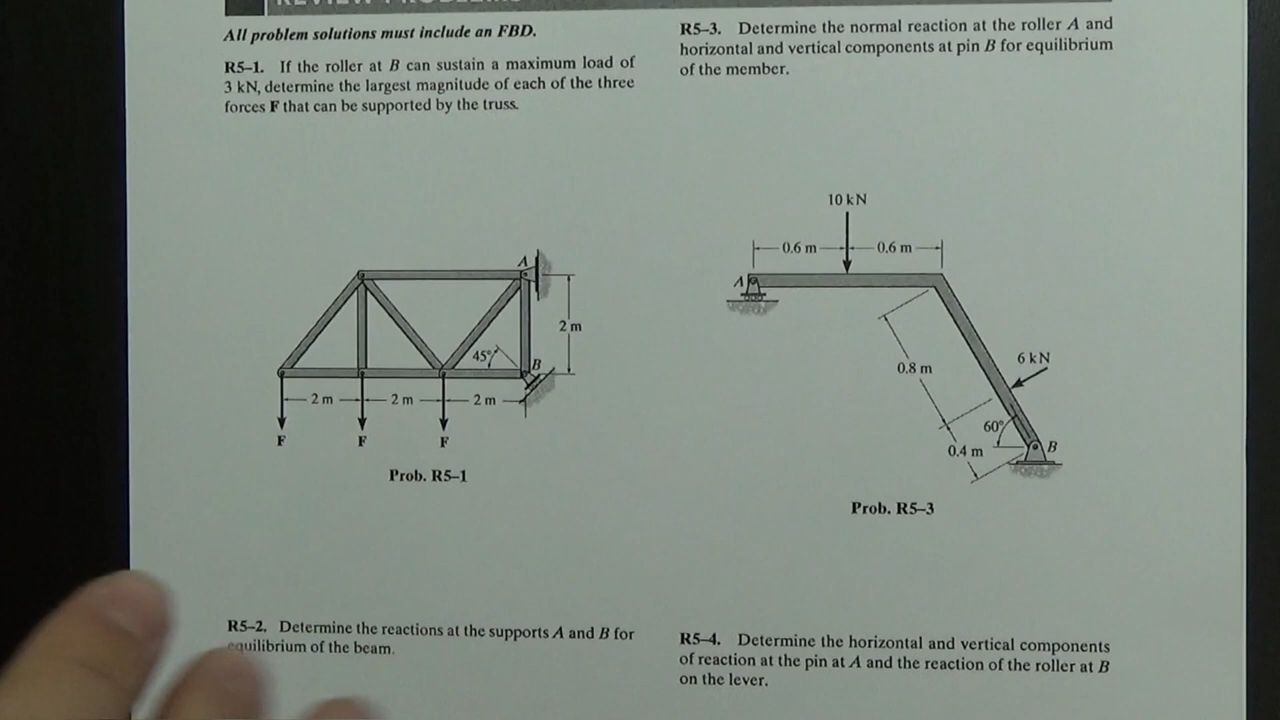 REVIEW PROBLEMS
All problem solutions must include an FBD.
R5–1. If the roller at B can sustain a maximum load of
3 kN, determine the largest magnitude of each of the three
forces F that can be supported by the truss.
A
2 m
45°
B
2 m
2 m
2 m
F
F
F
Prob. R5–1
R5–2. Determine the reactions at the supports A and B for
equilibrium of the beam.
R5–3. Determine the normal reaction at the roller A and
horizontal and vertical components at pin B for equilibrium
of the member.
10 kN
0.6 m
0.6 m
A
0.8 m
6 kN
60°
0.4 m
B
Prob. R5–3
R5–4. Determine the horizontal and vertical components
of reaction at the pin at A and the reaction of the roller at B
on the lever.